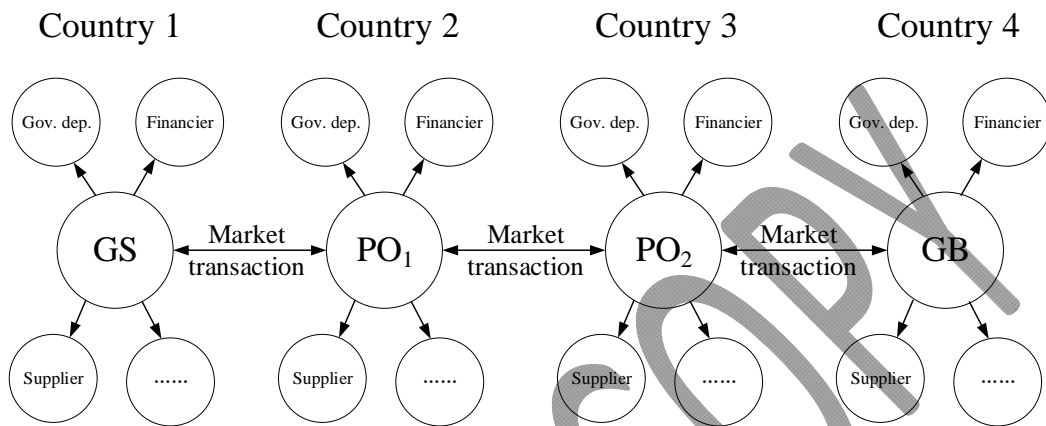 Country 1
Country 2
Country 3
Country 4
Gov. dep.
Financier
Gov. dep.
Financier
Gov. dep.
Financier
Gov. dep.
Financier
GS
Market
transaction
PO₁
Market
transaction
PO₂
Market
transaction
GB
Supplier
......
Supplier
......
Supplier
......
Supplier
......
COPY